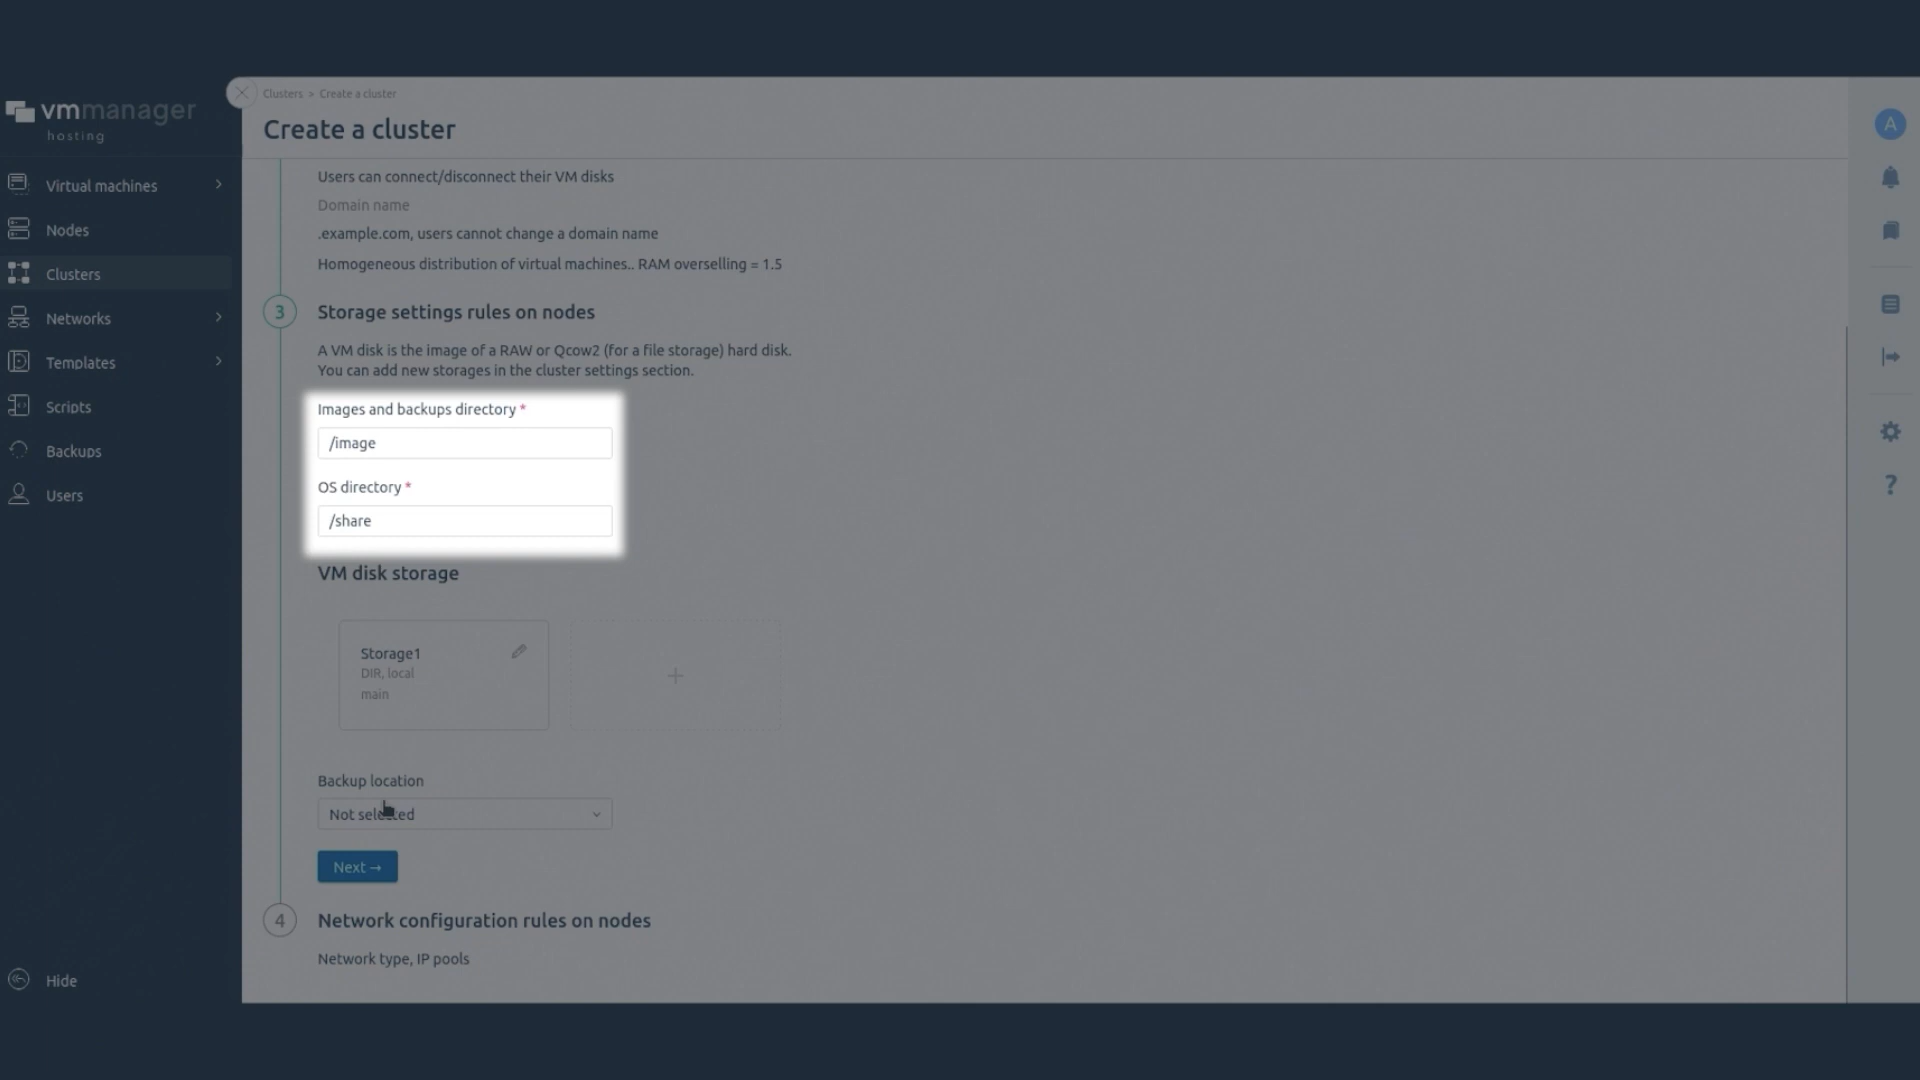 vmmanager
hosting
Virtual machines
Nodes
Clusters
Networks
Templates
Scripts
Backups
Users
Hide
Clusters > Create a cluster
Create a cluster
Users can connect/disconnect their VM disks
Domain name
.example.com, users cannot change a domain name
Homogeneous distribution of virtual machines.. RAM overselling = 1.5
3
Storage settings rules on nodes
A VM disk is the image of a RAW or Qcow2 (for a file storage) hard disk.
You can add new storages in the cluster settings section.
Images and backups directory *
/image
OS directory *
/share
VM disk storage
Storage1
DIR, local
main
+
Backup location
Not selected
Next →
4
Network configuration rules on nodes
Network type, IP pools
A
?